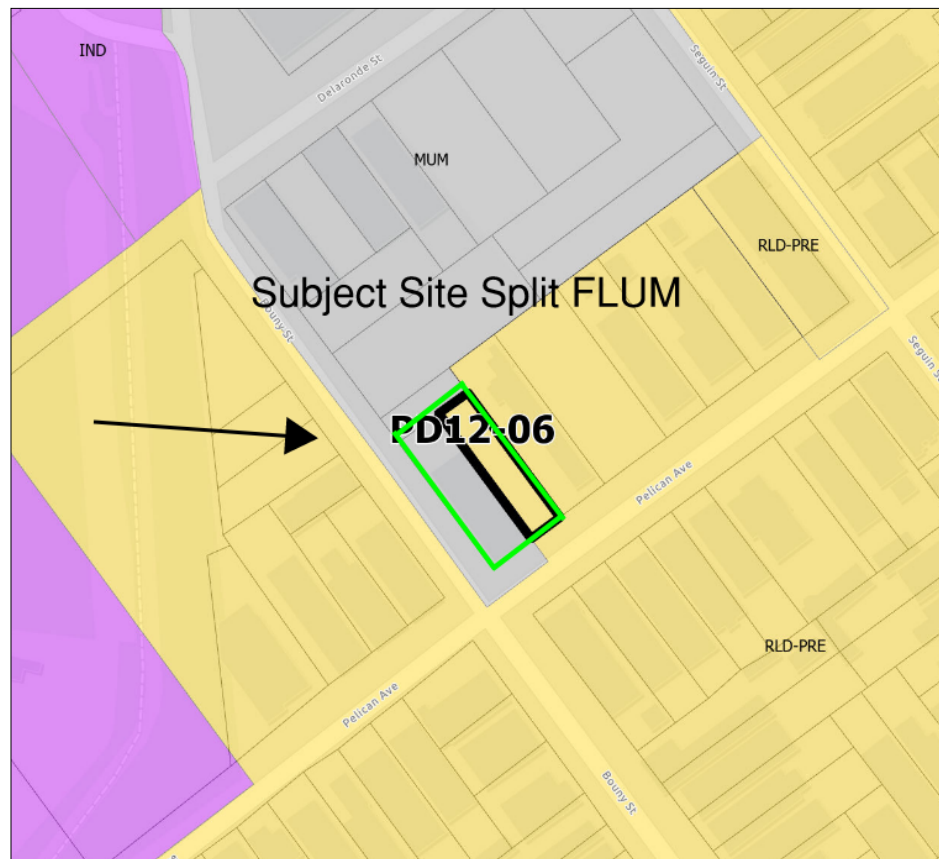 IND
Seguin St
Delaronde St
MUM
RLD-PRE
Subject Site Split FLUM
Bouny St
Seguin St
PD12-06
Pelican Ave
RLD-PRE
Pelican Ave
Bouny St